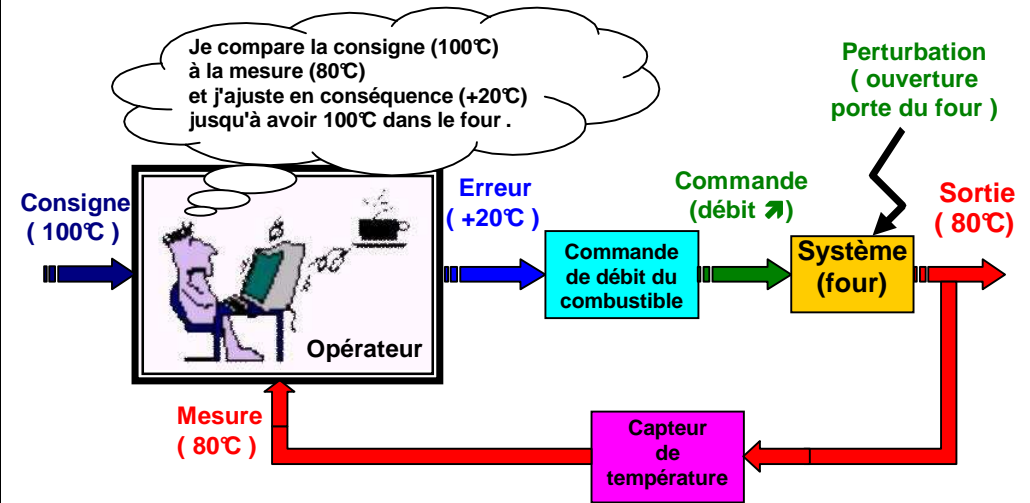 Je compare la consigne (100°C)
à la mesure (80°C)
et j'ajuste en conséquence (+20°C)
jusqu'à avoir 100°C dans le four .
Perturbation
( ouverture
porte du four )
Consigne
( 100°C )
Erreur
( +20°C )
Commande
(débit ↗)
Sortie
( 80°C)
Opérateur
Commande
de débit du
combustible
Système
(four)
Mesure
( 80°C )
Capteur
de
température